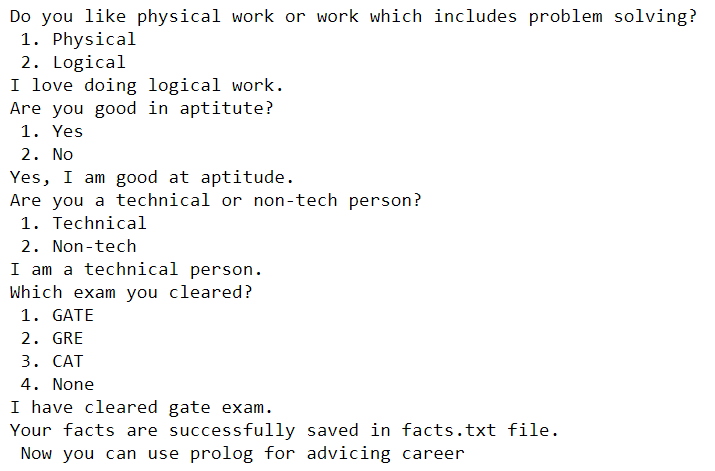 Do you like physical work or work which includes problem solving?
 1. Physical
 2. Logical
I love doing logical work.
Are you good in aptitute?
 1. Yes
 2. No
Yes, I am good at aptitude.
Are you a technical or non-tech person?
 1. Technical
 2. Non-tech
I am a technical person.
Which exam you cleared?
 1. GATE
 2. GRE
 3. CAT
 4. None
I have cleared gate exam.
Your facts are successfully saved in facts.txt file.
 Now you can use prolog for advicing career